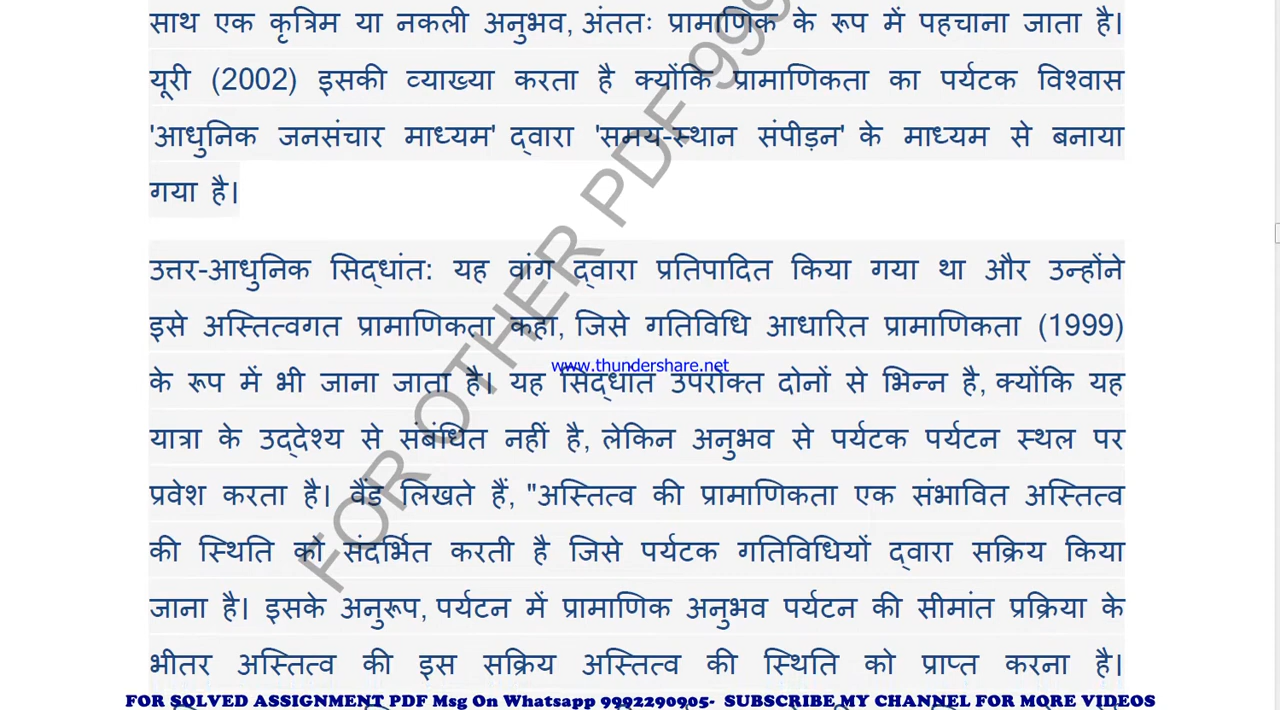 साथ एक कृत्रिम या नकली अनुभव, अंततः प्रामाणिक के रूप में पहचाना जाता है।
यूरी (2002) इसकी व्याख्या करता है क्योंकि प्रामाणिकता का पर्यटक विश्वास
'आधुनिक जनसंचार माध्यम' द्वारा 'समय-स्थान संपीड़न' के माध्यम से बनाया
गया है।
उत्तर-आधुनिक सिद्धांत: यह वांग द्वारा प्रतिपादित किया गया था और उन्होंने
इसे अस्तित्वगत प्रामाणिकता कहा, जिसे गतिविधि आधारित प्रामाणिकता (1999)
www.thundershare.net
के रूप में भी जाना जाता है। यह सिद्धांत उपरोक्त दोनों से भिन्न है, क्योंकि यह
यात्रा के उद्देश्य से संबंधित नहीं है, लेकिन अनुभव से पर्यटक पर्यटन स्थल पर
प्रवेश करता है। वैंड लिखते हैं, "अस्तित्व की प्रामाणिकता एक संभावित अस्तित्व
की स्थिति को संदर्भित करती है जिसे पर्यटक गतिविधियों द्वारा सक्रिय किया
जाना है। इसके अनुरूप, पर्यटन में प्रामाणिक अनुभव पर्यटन की सीमांत प्रक्रिया के
भीतर अस्तित्व की इस सक्रिय अस्तित्व की स्थिति को प्राप्त करना है।
FOR OTHER PDF 999
FOR SOLVED ASSIGNMENT PDF Msg On Whatsapp 9992290905- SUBSCRIBE MY CHANNEL FOR MORE VIDEOS